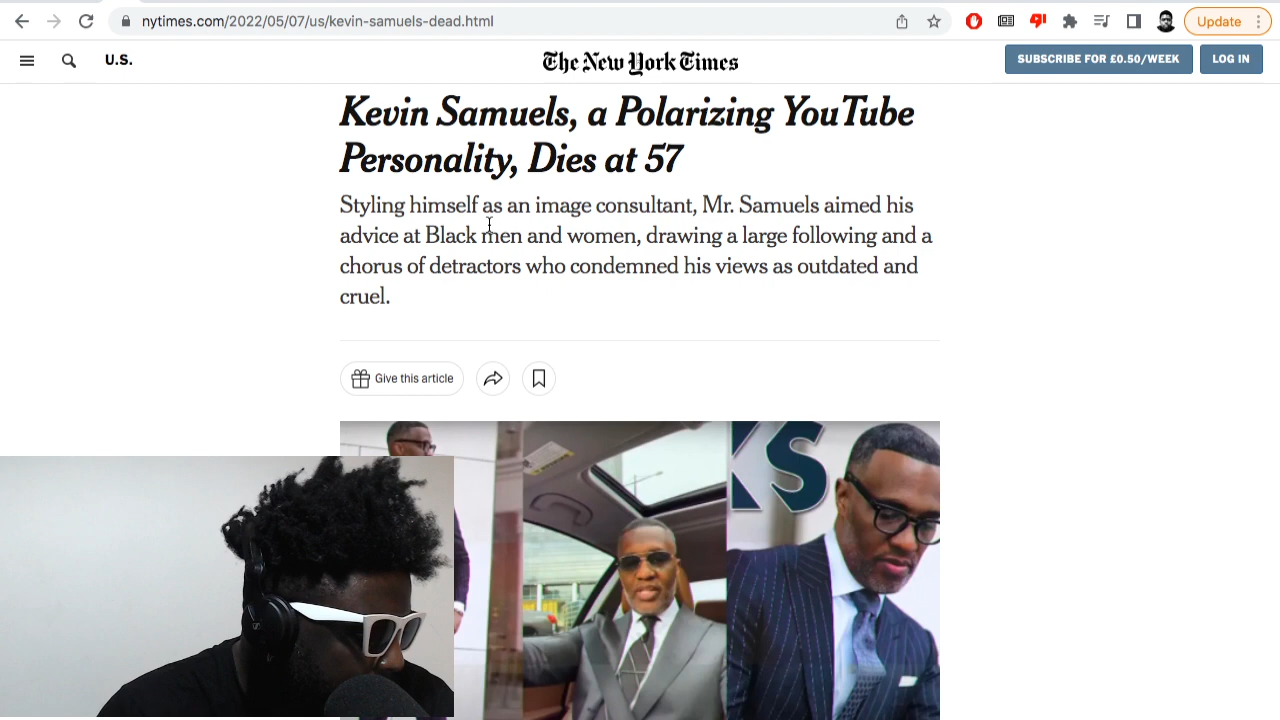 nytimes.com/2022/05/07/us/kevin-samuels-dead.html
Update
U.S.
The New York Times
SUBSCRIBE FOR £0.50/WEEK
LOG IN
Kevin Samuels, a Polarizing YouTube
Personality, Dies at 57
Styling himself as an image consultant, Mr. Samuels aimed his
advice at Black men and women, drawing a large following and a
chorus of detractors who condemned his views as outdated and
cruel.
Give this article
KS